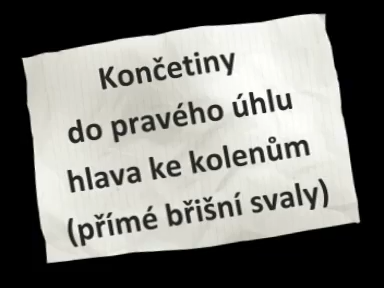 Končetiny
do pravého úhlu
hlava ke kolenům
(přímé břišní svaly)